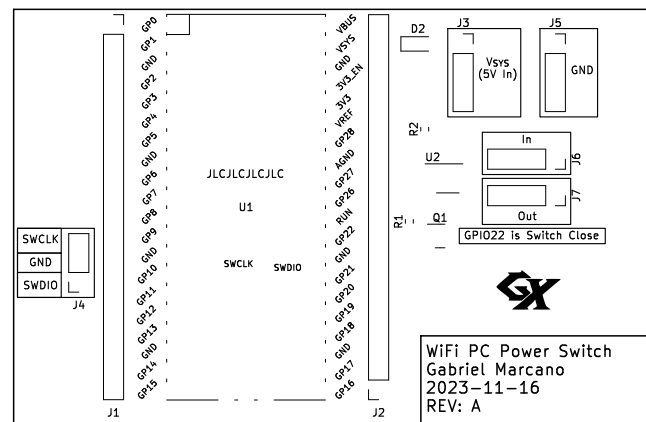 GP0
GP1
GND
GP2
GP3
GP4
GP5
GND
GP6
GP7
GP8
GP9
GND
GP10
GP11
GP12
GP13
GND
GP14
GP15
J1
VBUS
VSYS
GND
3V3_EN
3V3
VREF
GP28
AGND
GP27
GP26
RUN
GP22
GND
GP21
GP20
GP19
GP18
GND
GP17
GP16
J2
JLCJLCJLCJLC
U1
SWCLK
SWDIO
SWCLK
GND
SWDIO
J4
D2
J3
Vsys
(5V In)
J5
GND
R2
U2
In
J6
J7
Out
R1
Q1
GPIO22 is Switch Close
GX
WiFi PC Power Switch
Gabriel Marcano
2023-11-16
REV: A